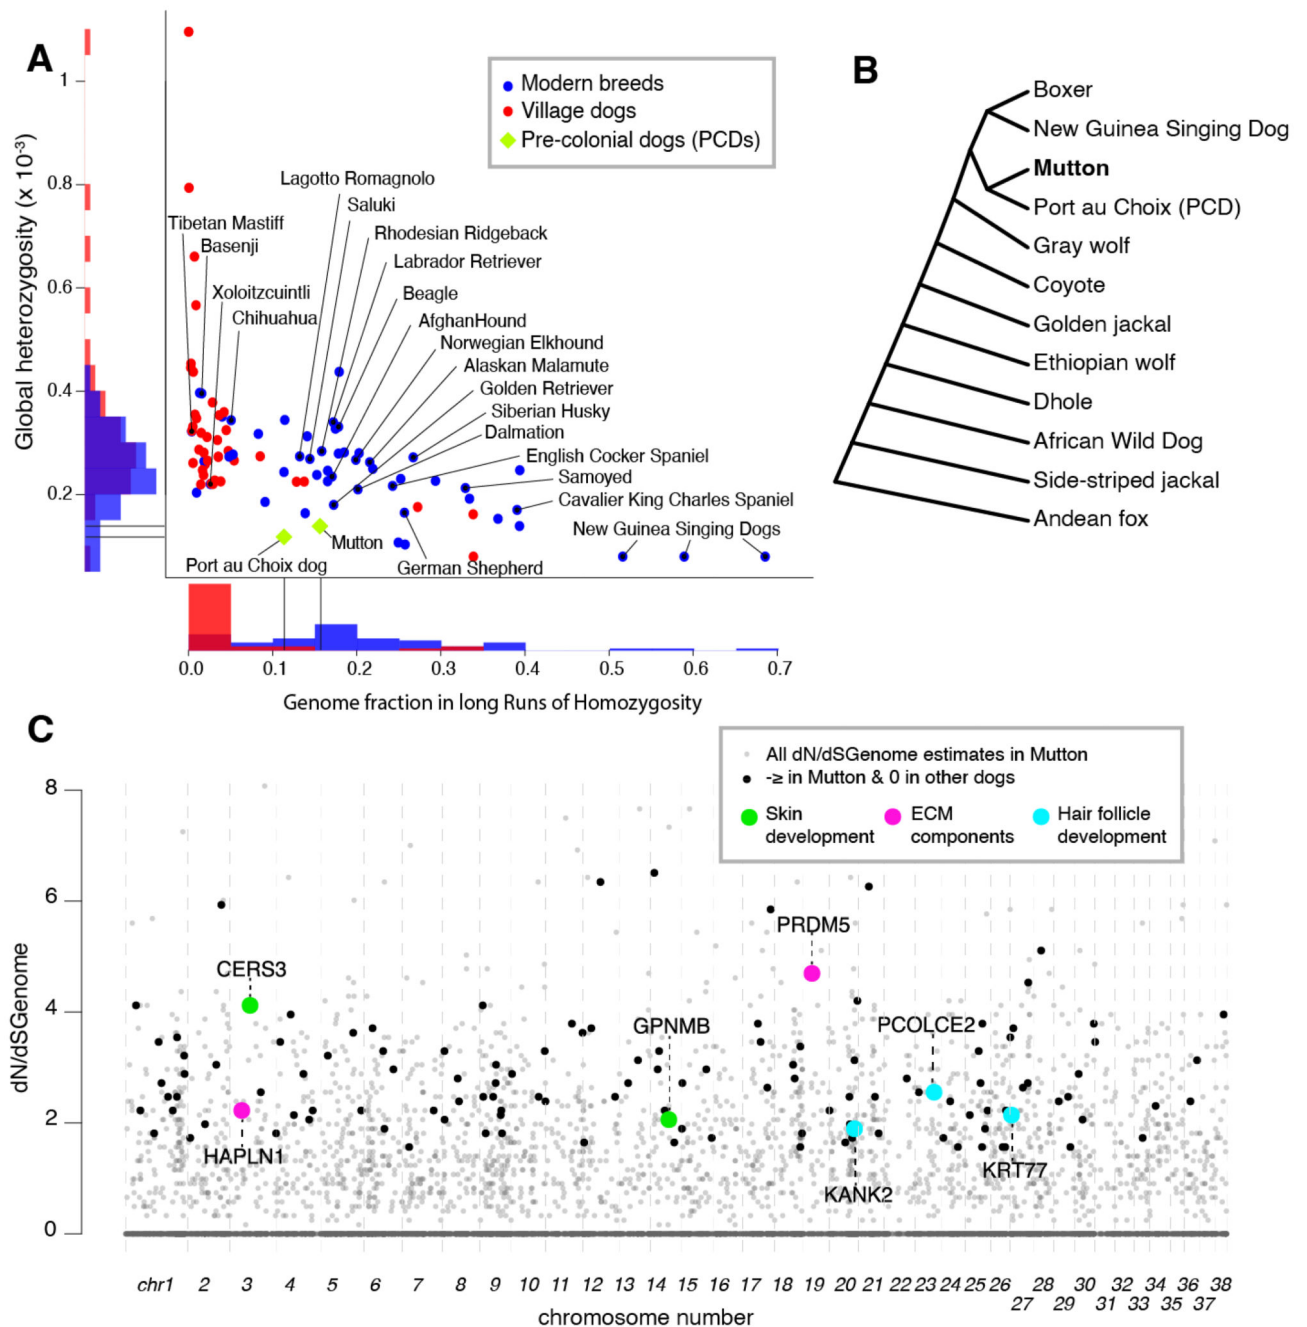 A
Global heterozygosity (x 10⁻³)
1
0.8
0.6
0.4
0.2
Modern breeds
Village dogs
Pre-colonial dogs (PCDs)
Lagotto Romagnolo
Saluki
Tibetan Mastiff
Basenji
Rhodesian Ridgeback
Labrador Retriever
Xoloitzcuintli
Beagle
Chihuahua
AfghanHound
Norwegian Elkhound
Alaskan Malamute
Golden Retriever
Siberian Husky
Dalmation
English Cocker Spaniel
Samoyed
Cavalier King Charles Spaniel
New Guinea Singing Dogs
Mutton
Port au Choix dog
German Shepherd
0.0 0.1 0.2 0.3 0.4 0.5 0.6 0.7
Genome fraction in long Runs of Homozygosity
B
Boxer
New Guinea Singing Dog
Mutton
Port au Choix (PCD)
Gray wolf
Coyote
Golden jackal
Ethiopian wolf
Dhole
African Wild Dog
Side-striped jackal
Andean fox
C
All dN/dSGenome estimates in Mutton
-≥ in Mutton & 0 in other dogs
Skin
development
ECM
components
Hair follicle
development
dN/dSGenome
8
6
4
2
0
CERS3
HAPLN1
GPNMB
PRDM5
PCOLCE2
KANK2
KRT77
chr1 2 3 4 5 6 7 8 9 10 11 12 13 14 15 16 17 18 19 20 21 22 23 24 25 26 28 30 32 34 36 38
27 29 31 33 35 37
chromosome number